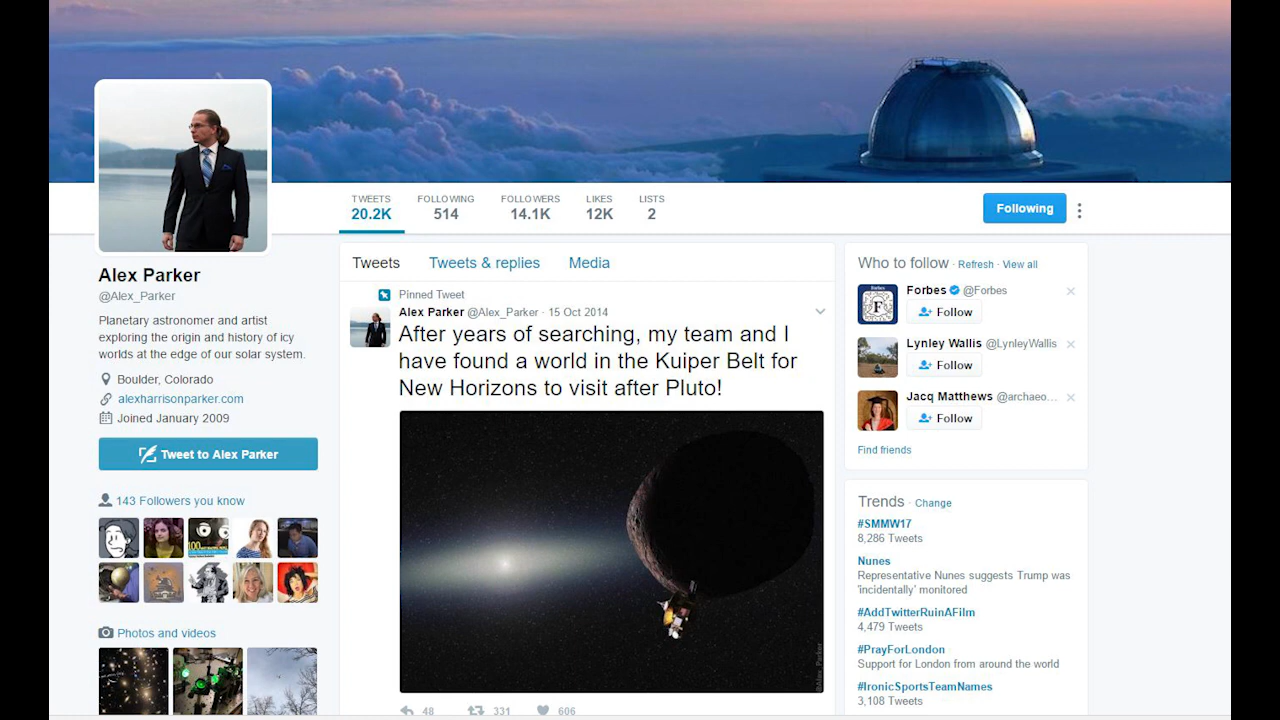 TWEETS
20.2K
FOLLOWING
514
FOLLOWERS
14.1K
LIKES
12K
LISTS
2
Following
Alex Parker
@Alex_Parker
Planetary astronomer and artist
exploring the origin and history of icy
worlds at the edge of our solar system.
Boulder, Colorado
alexharrisonparker.com
Joined January 2009
Tweet to Alex Parker
143 Followers you know
Photos and videos
Tweets Tweets & replies Media
Pinned Tweet
Alex Parker @Alex_Parker · 15 Oct 2014
After years of searching, my team and I
have found a world in the Kuiper Belt for
New Horizons to visit after Pluto!
@Alex_Parker
48 331 606
Who to follow · Refresh · View all
Forbes @Forbes
Follow
Lynley Wallis @LynleyWallis
Follow
Jacq Matthews @archaeo...
Follow
Find friends
Trends · Change
#SMMW17
8,286 Tweets
Nunes
Representative Nunes suggests Trump was
'incidentally' monitored
#AddTwitterRuinAFilm
4,479 Tweets
#PrayForLondon
Support for London from around the world
#IronicSportsTeamNames
3,108 Tweets